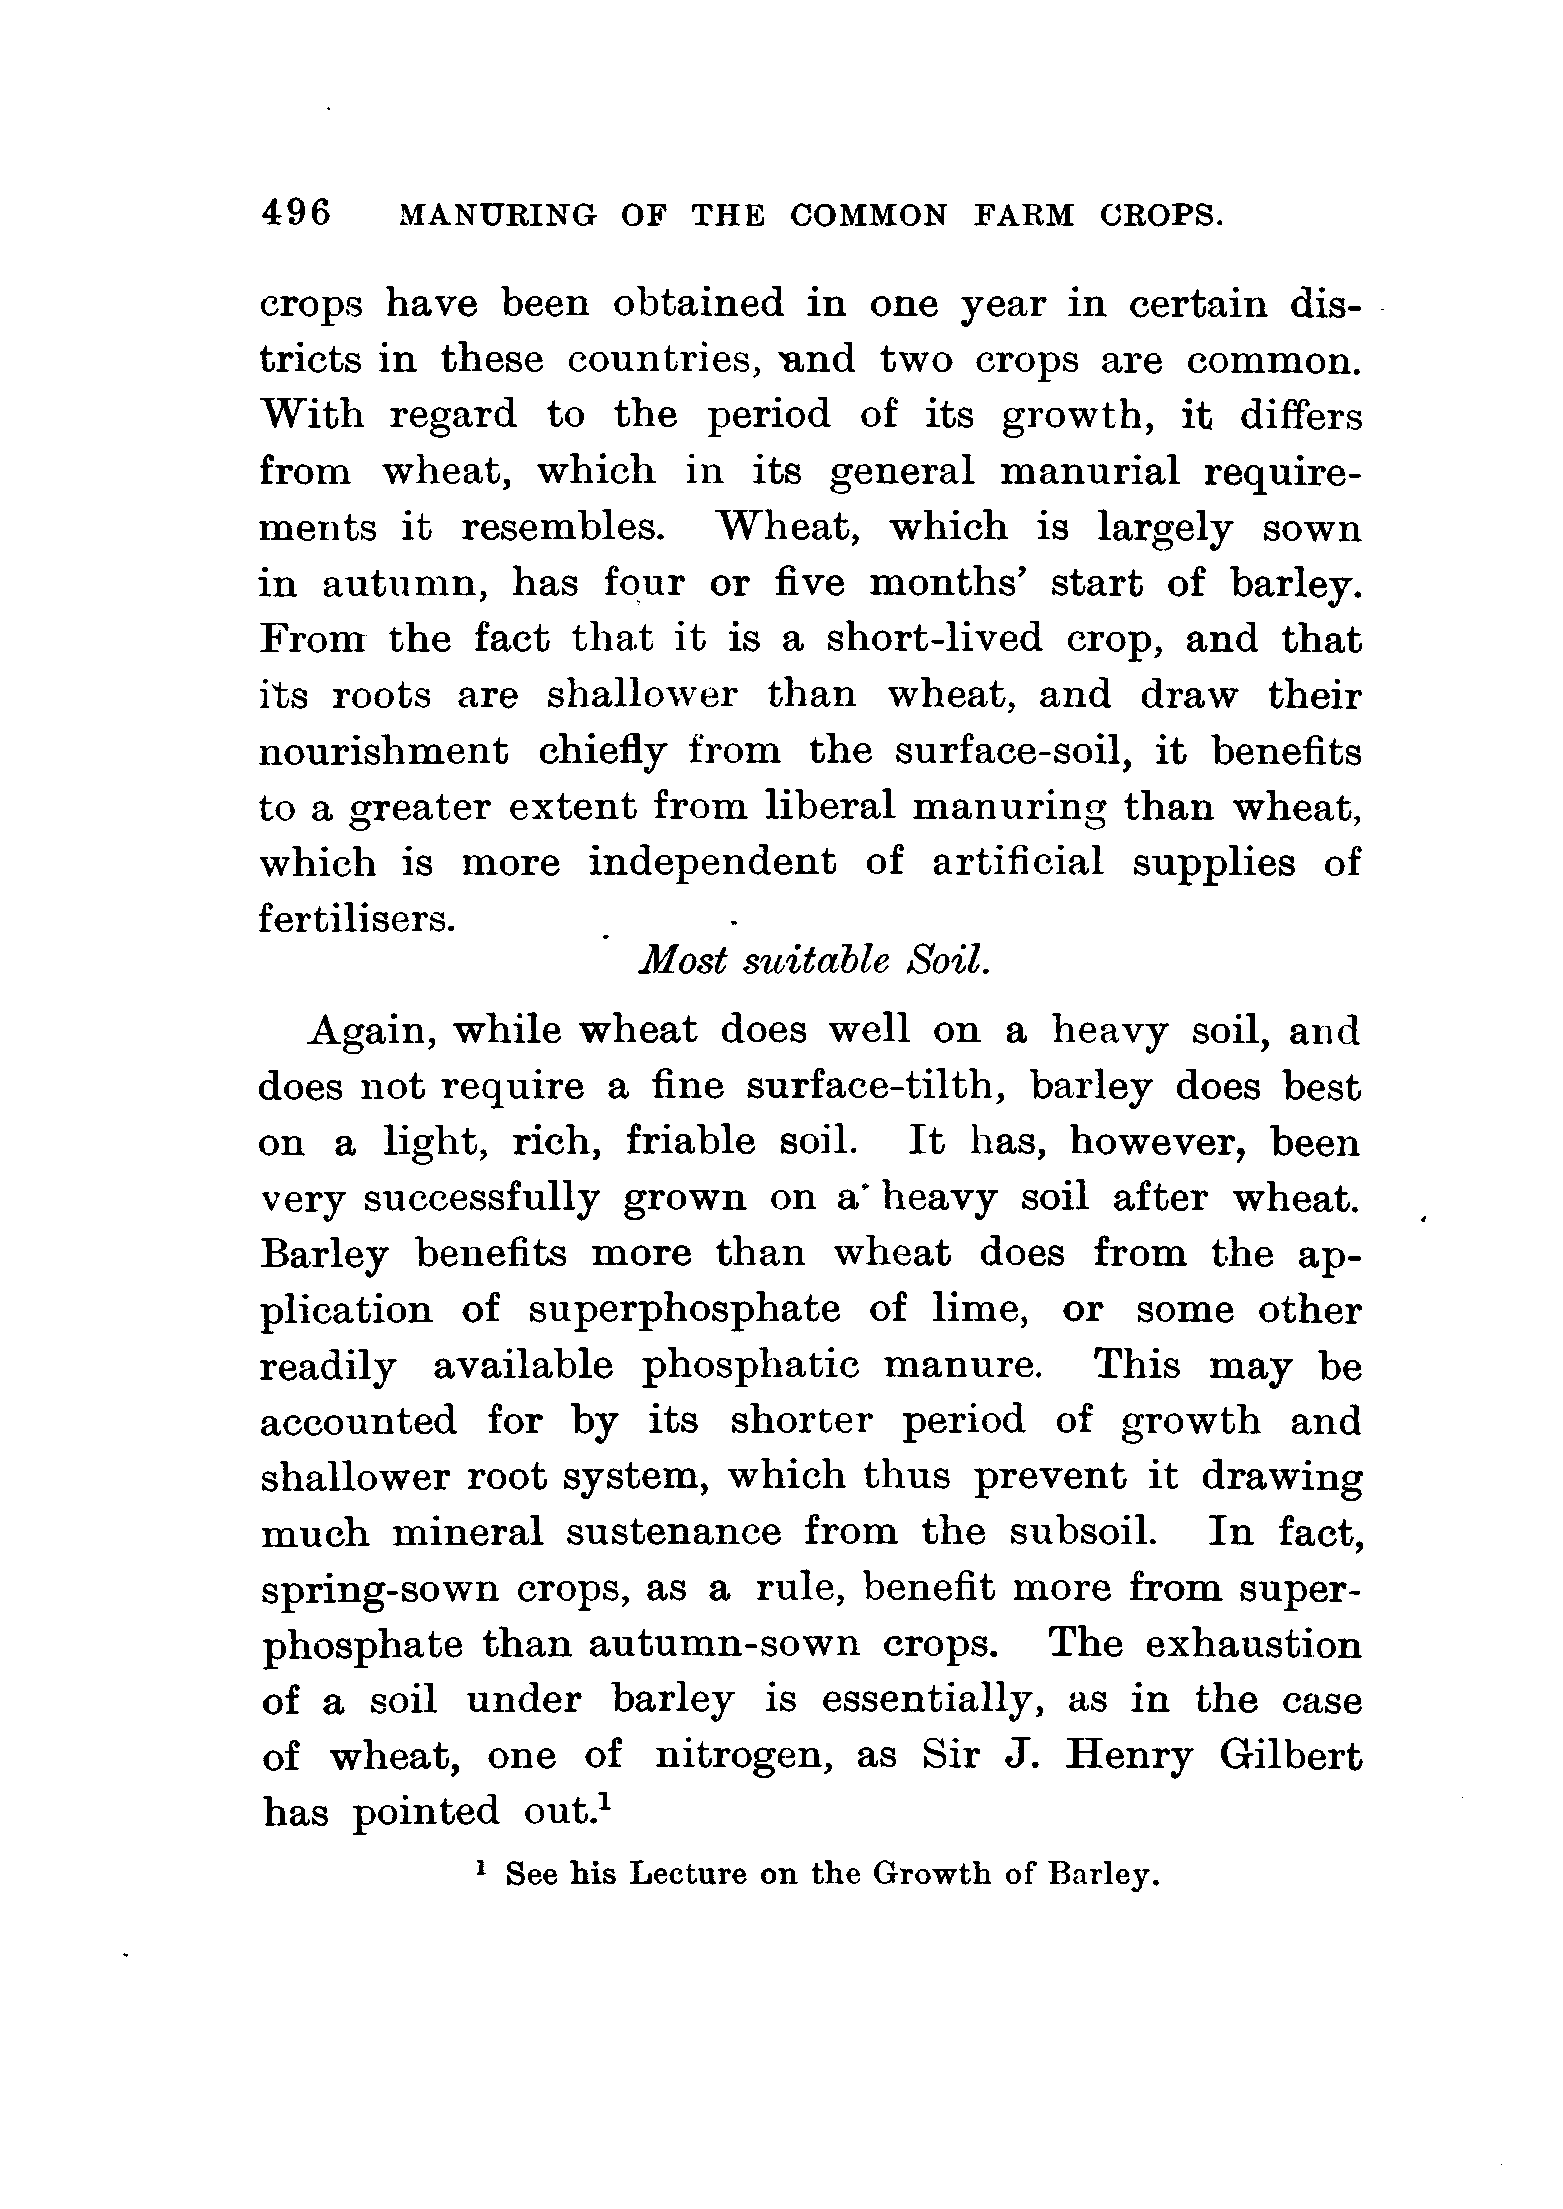 496 MANURING OF THE COMMON FARM CROPS.
crops have been obtained in one year in certain dis-
tricts in these countries, and two crops are common.
With regard to the period of its growth, it differs
from wheat, which in its general manurial require-
ments it resembles. Wheat, which is largely sown
in autumn, has four or five months' start of barley.
From the fact that it is a short-lived crop, and that
its roots are shallower than wheat, and draw their
nourishment chiefly from the surface-soil, it benefits
to a greater extent from liberal manuring than wheat,
which is more independent of artificial supplies of
fertilisers.
Most suitable Soil.
Again, while wheat does well on a heavy soil, and
does not require a fine surface-tilth, barley does best
on a light, rich, friable soil. It has, however, been
very successfully grown on a heavy soil after wheat.
Barley benefits more than wheat does from the ap-
plication of superphosphate of lime, or some other
readily available phosphatic manure. This may be
accounted for by its shorter period of growth and
shallower root system, which thus prevent it drawing
much mineral sustenance from the subsoil. In fact,
spring-sown crops, as a rule, benefit more from super-
phosphate than autumn-sown crops. The exhaustion
of a soil under barley is essentially, as in the case
of wheat, one of nitrogen, as Sir J. Henry Gilbert
has pointed out.¹
¹ See his Lecture on the Growth of Barley.